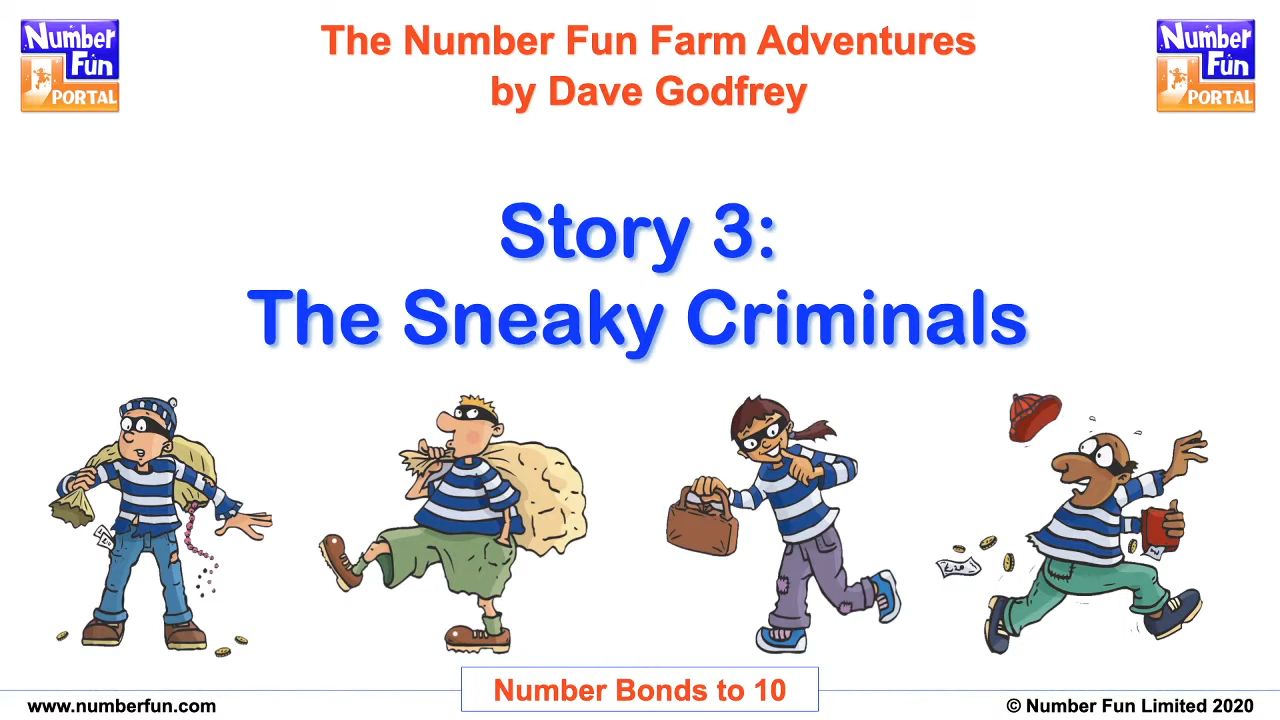 Number
Fun
PORTAL
The Number Fun Farm Adventures
by Dave Godfrey
Number
Fun
PORTAL
Story 3:
The Sneaky Criminals
Number Bonds to 10
www.numberfun.com
© Number Fun Limited 2020